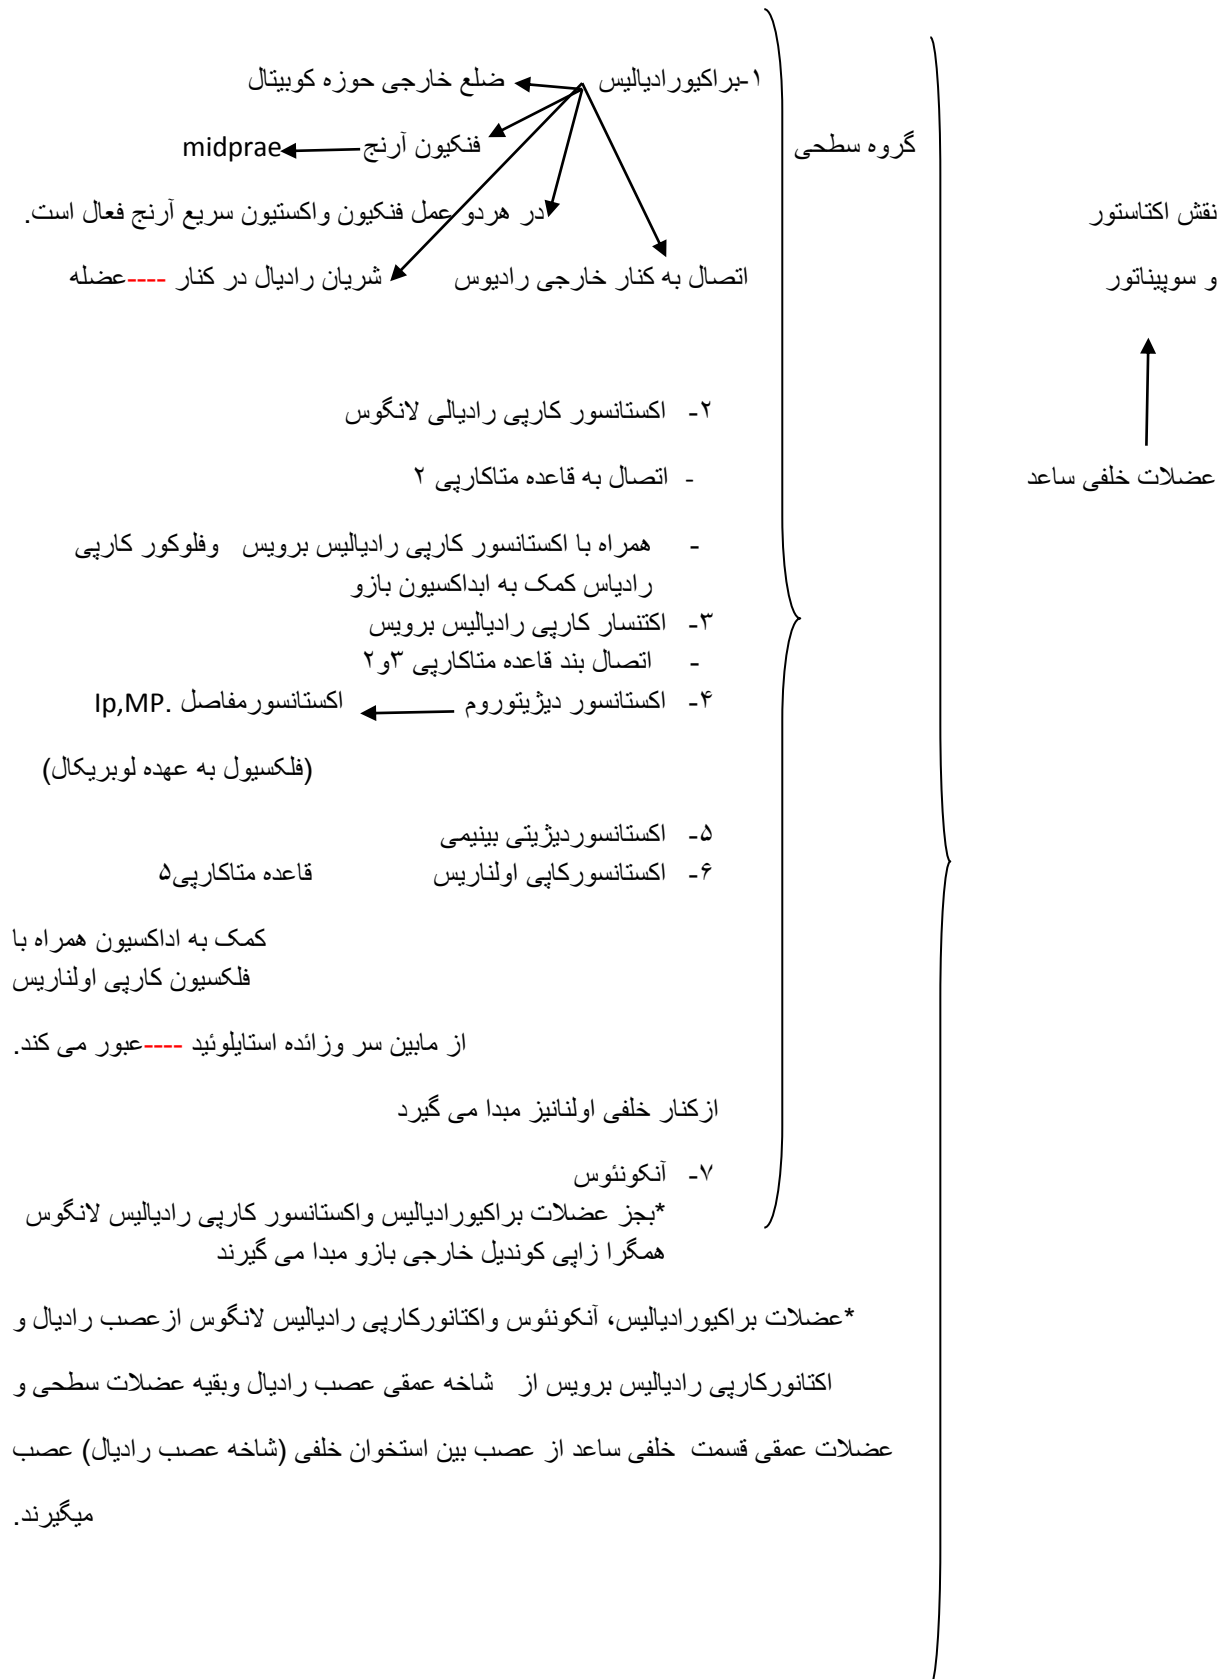 ۱-براکیورادیالیس ضلع خارجی حوزه کوبیتال
گروه سطحی
فنکیون آرنج midprae
نقش اکتاستور
در هردو عمل فنکیون واکستیون سریع آرنج فعال است.
و سوپیناتور
اتصال به کنار خارجی رادیوس شریان رادیال در کنار ----عضله
۲- اکستانسور کارپی رادیالی لانگوس
عضلات خلفی ساعد
- اتصال به قاعده متاکارپی ۲
- همراه با اکستانسور کارپی رادیالیس برویس وفلوکور کارپی
رادیاس کمک به ابداکسیون بازو
۳- اکتنسار کارپی رادیالیس برویس
- اتصال بند قاعده متاکارپی ۳و۲
۴- اکستانسور دیژیتوروم اکستانسورمفاصل .Ip,MP
(فلکسیول به عهده لوبریکال)
۵- اکستانسوردیژیتی بینیمی
۶- اکستانسورکاپی اولناریس قاعده متاکارپی۵
کمک به اداکسیون همراه با
فلکسیون کارپی اولناریس
از مابین سر وزائده استایلوئید ----عبور می کند.
ازکنار خلفی اولنانیز مبدا می گیرد
۷- آنکونئوس
*بجز عضلات براکیورادیالیس واکستانسور کارپی رادیالیس لانگوس
همگرا زاپی کوندیل خارجی بازو مبدا می گیرند
*عضلات براکیورادیالیس، آنکونئوس واکتانورکارپی رادیالیس لانگوس ازعصب رادیال و
اکتانورکارپی رادیالیس برویس از شاخه عمقی عصب رادیال وبقیه عضلات سطحی و
عضلات عمقی قسمت خلفی ساعد از عصب بین استخوان خلفی (شاخه عصب رادیال) عصب
میگیرند.